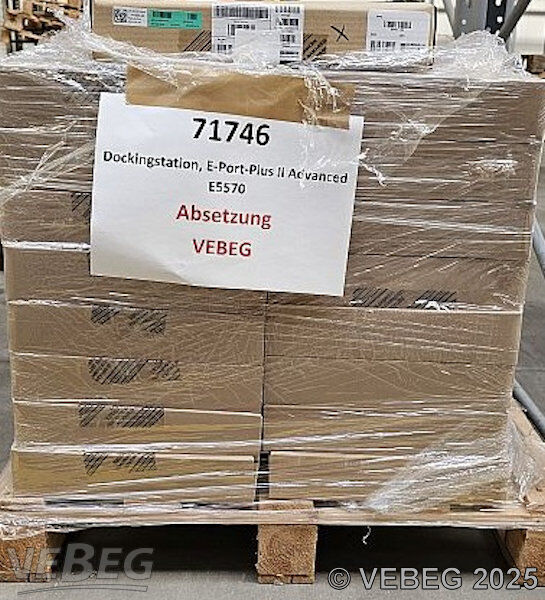 71746
Dockingstation, E-Port-Plus II Advanced
E5570
Absetzung
VEBEG
VEBEG
© VEBEG 2025